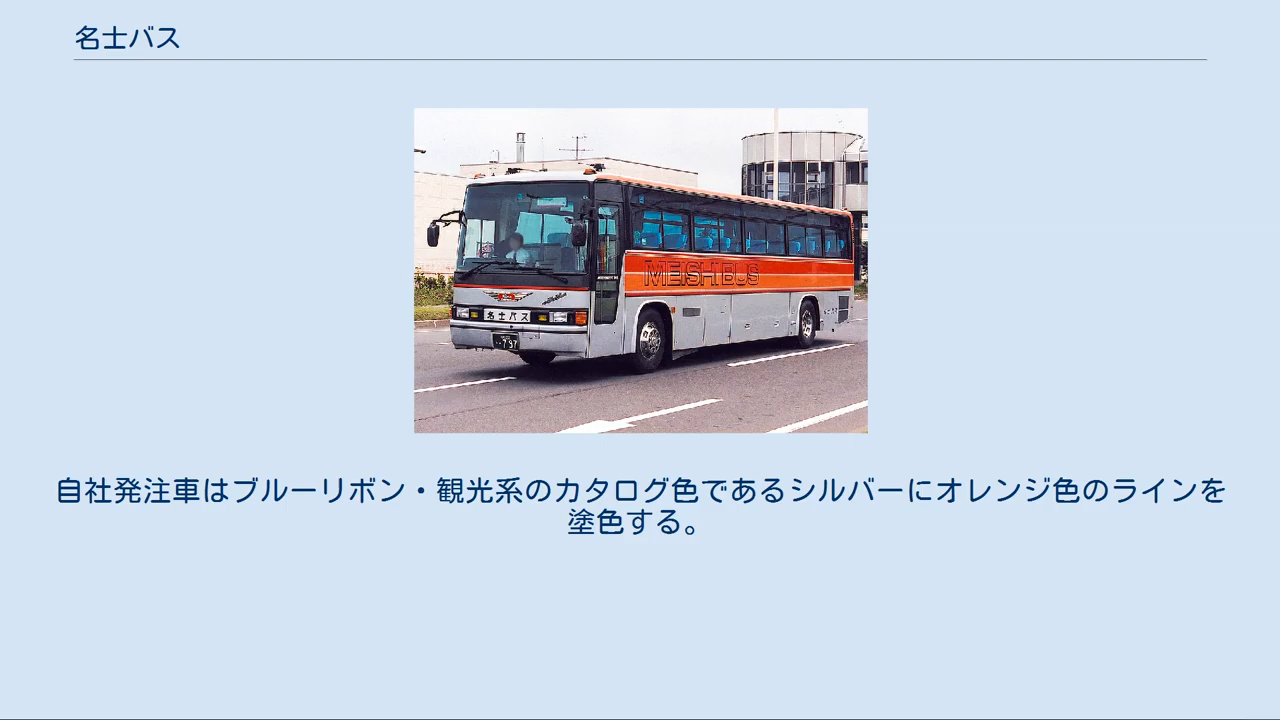 名士バス
MEISHI BUS
名士バス
・797
自社発注車はブルーリボン・観光系のカタログ色であるシルバーにオレンジ色のラインを
塗色する。